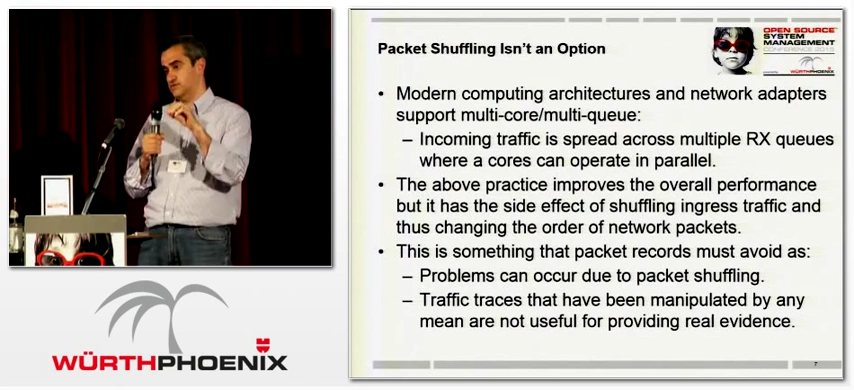 Packet Shuffling Isn't an Option
OPEN SOURCE
SYSTEM
MANAGEMENT
CONFERENCE 2013
WÜRTHPHOENIX
• Modern computing architectures and network adapters
support multi-core/multi-queue:
– Incoming traffic is spread across multiple RX queues
where a cores can operate in parallel.
• The above practice improves the overall performance
but it has the side effect of shuffling ingress traffic and
thus changing the order of network packets.
• This is something that packet records must avoid as:
– Problems can occur due to packet shuffling.
– Traffic traces that have been manipulated by any
mean are not useful for providing real evidence.
7
WÜRTHPHOENIX